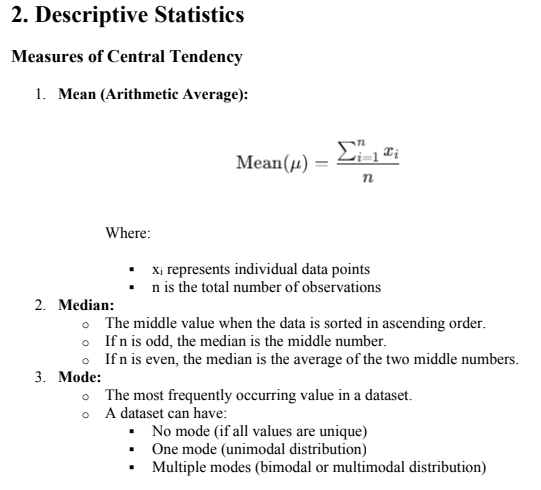 2. Descriptive Statistics
Measures of Central Tendency
1. Mean (Arithmetic Average):
Mean(μ) = \frac{\sum_{i=1}^{n} x_i}{n}
Where:
▪ xᵢ represents individual data points
▪ n is the total number of observations
2. Median:
o The middle value when the data is sorted in ascending order.
o If n is odd, the median is the middle number.
o If n is even, the median is the average of the two middle numbers.
3. Mode:
o The most frequently occurring value in a dataset.
o A dataset can have:
▪ No mode (if all values are unique)
▪ One mode (unimodal distribution)
▪ Multiple modes (bimodal or multimodal distribution)